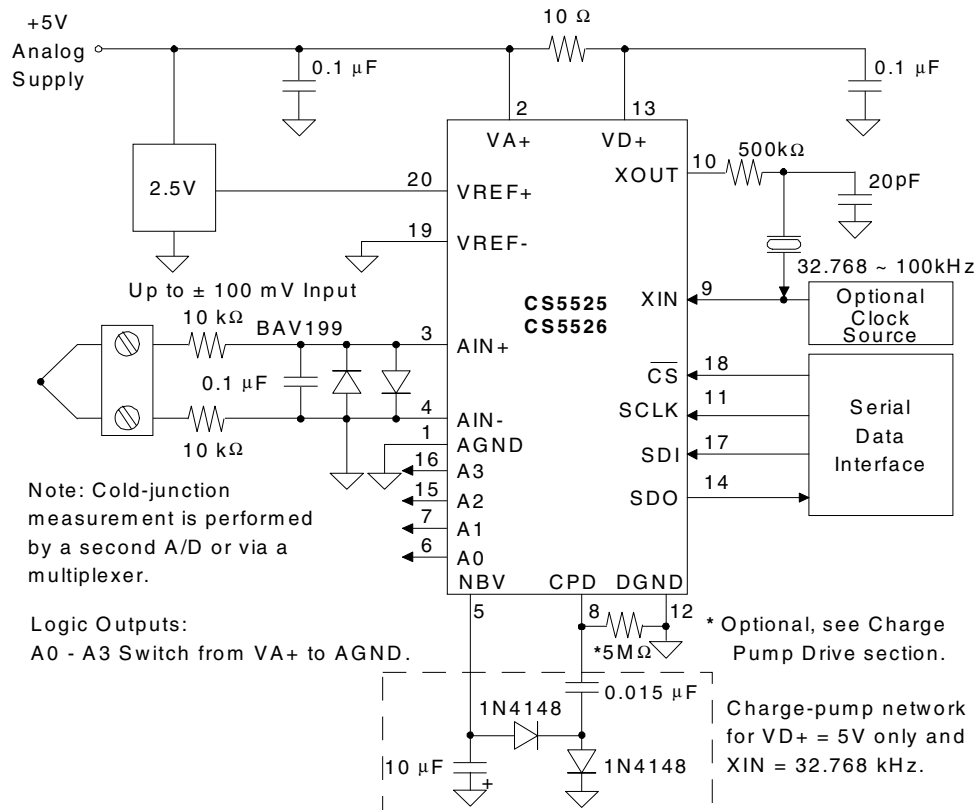 +5V
Analog
Supply
10 Ω
0.1 µF
0.1 µF
2
13
VA+
VD+
2.5V
20
VREF+
19
VREF-
XOUT
10
500kΩ
20pF
32.768 ~ 100kHz
XIN
9
Optional
Clock
Source
Up to ± 100 mV Input
10 kΩ
BAV199
0.1 µF
10 kΩ
CS5525
CS5526
3
AIN+
4
AIN-
1
AGND
16
A3
15
A2
7
A1
6
A0
CS
18
SCLK
11
SDI
17
SDO
14
Serial
Data
Interface
NBV
CPD
DGND
5
8
12
Note: Cold-junction
measurement is performed
by a second A/D or via a
multiplexer.
Logic Outputs:
A0 - A3 Switch from VA+ to AGND.
*5MΩ
* Optional, see Charge
Pump Drive section.
0.015 µF
1N4148
1N4148
10 µF
+
Charge-pump network
for VD+ = 5V only and
XIN = 32.768 kHz.